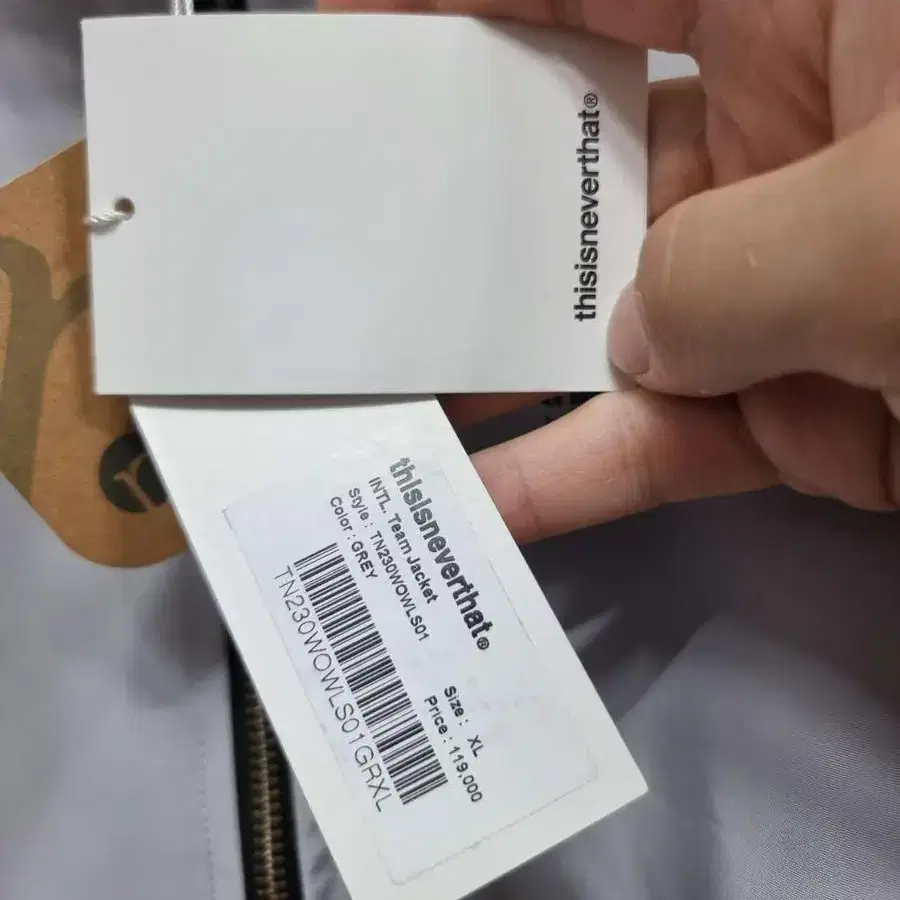 thisisneverthat®
thisisneverthat®
INTL. Team Jacket
Style : TN230WOWLS01
Color : GREY
Size : XL
Price : 119,000
TN230WOWLS01GRXL